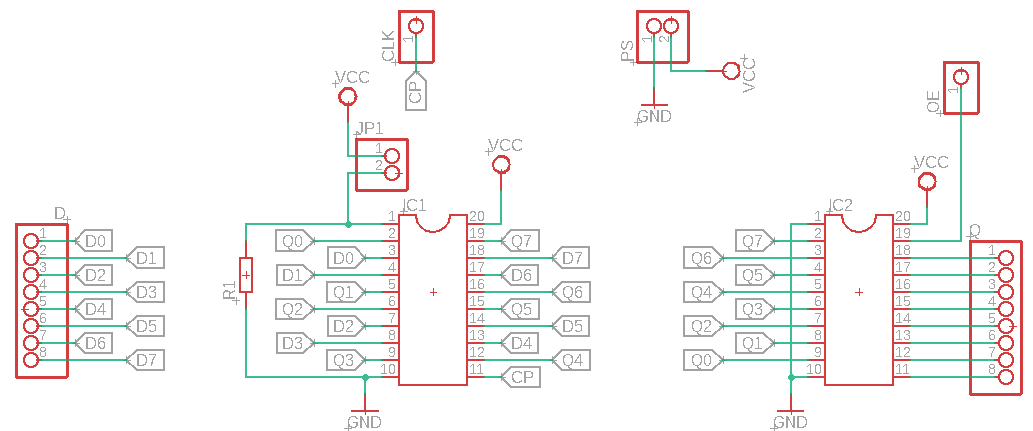 CLK
1
CP
PS
1
2
VCC
GND
OE
1
VCC
JP1
1
2
VCC
VCC
D
1 D0
2 D1
3 D2
4 D3
5 D4
6 D5
7 D6
8 D7
R1
IC1
1 20
Q0 2 19 Q7
D0 3 18 D7
D1 4 17 D6
Q1 5 16 Q6
Q2 6 15 Q5
D2 7 14 D5
D3 8 13 D4
Q3 9 12 Q4
10 11 CP
GND
IC2
1 20
Q7 2 19
Q6 3 18
Q5 4 17
Q4 5 16
Q3 6 15
Q2 7 14
Q1 8 13
Q0 9 12
10 11
GND
Q
1
2
3
4
5
6
7
8